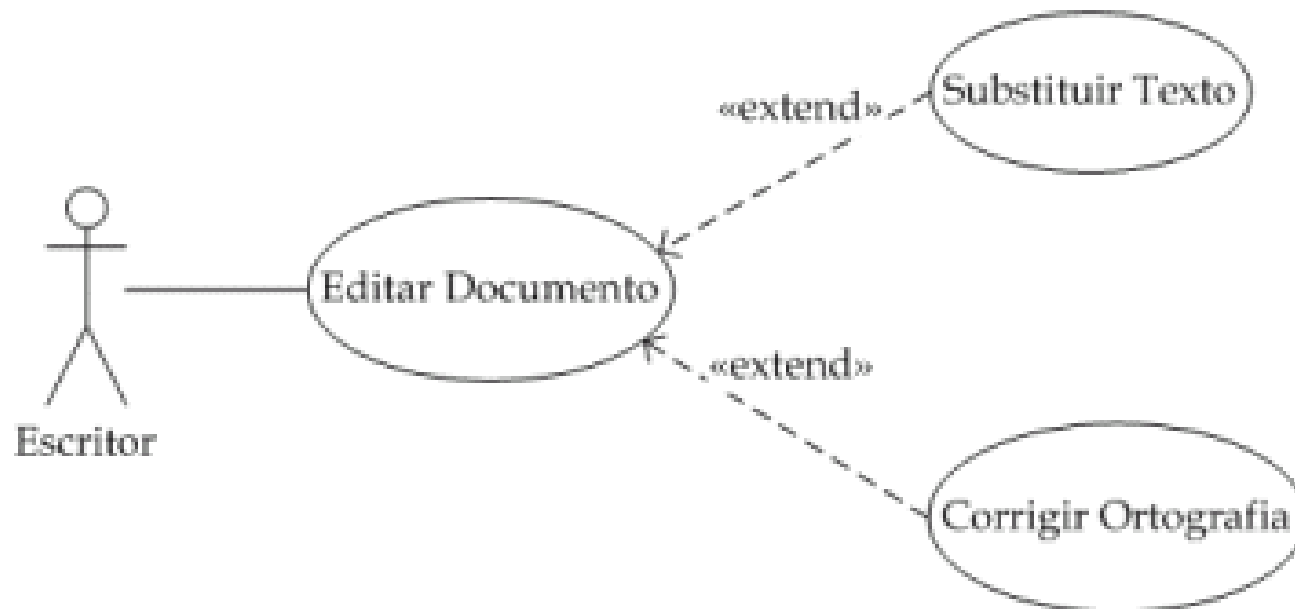 Substituir Texto
«extend»
Editar Documento
«extend»
Escritor
Corrigir Ortografia